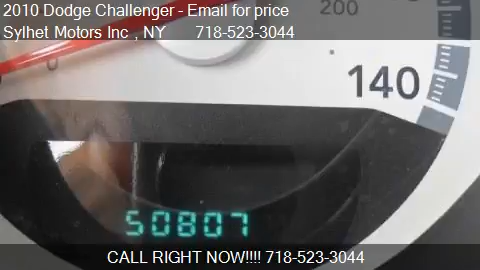 2010 Dodge Challenger - Email for price
Sylhet Motors Inc , NY 718-523-3044
200
140
50807
CALL RIGHT NOW!!!! 718-523-3044